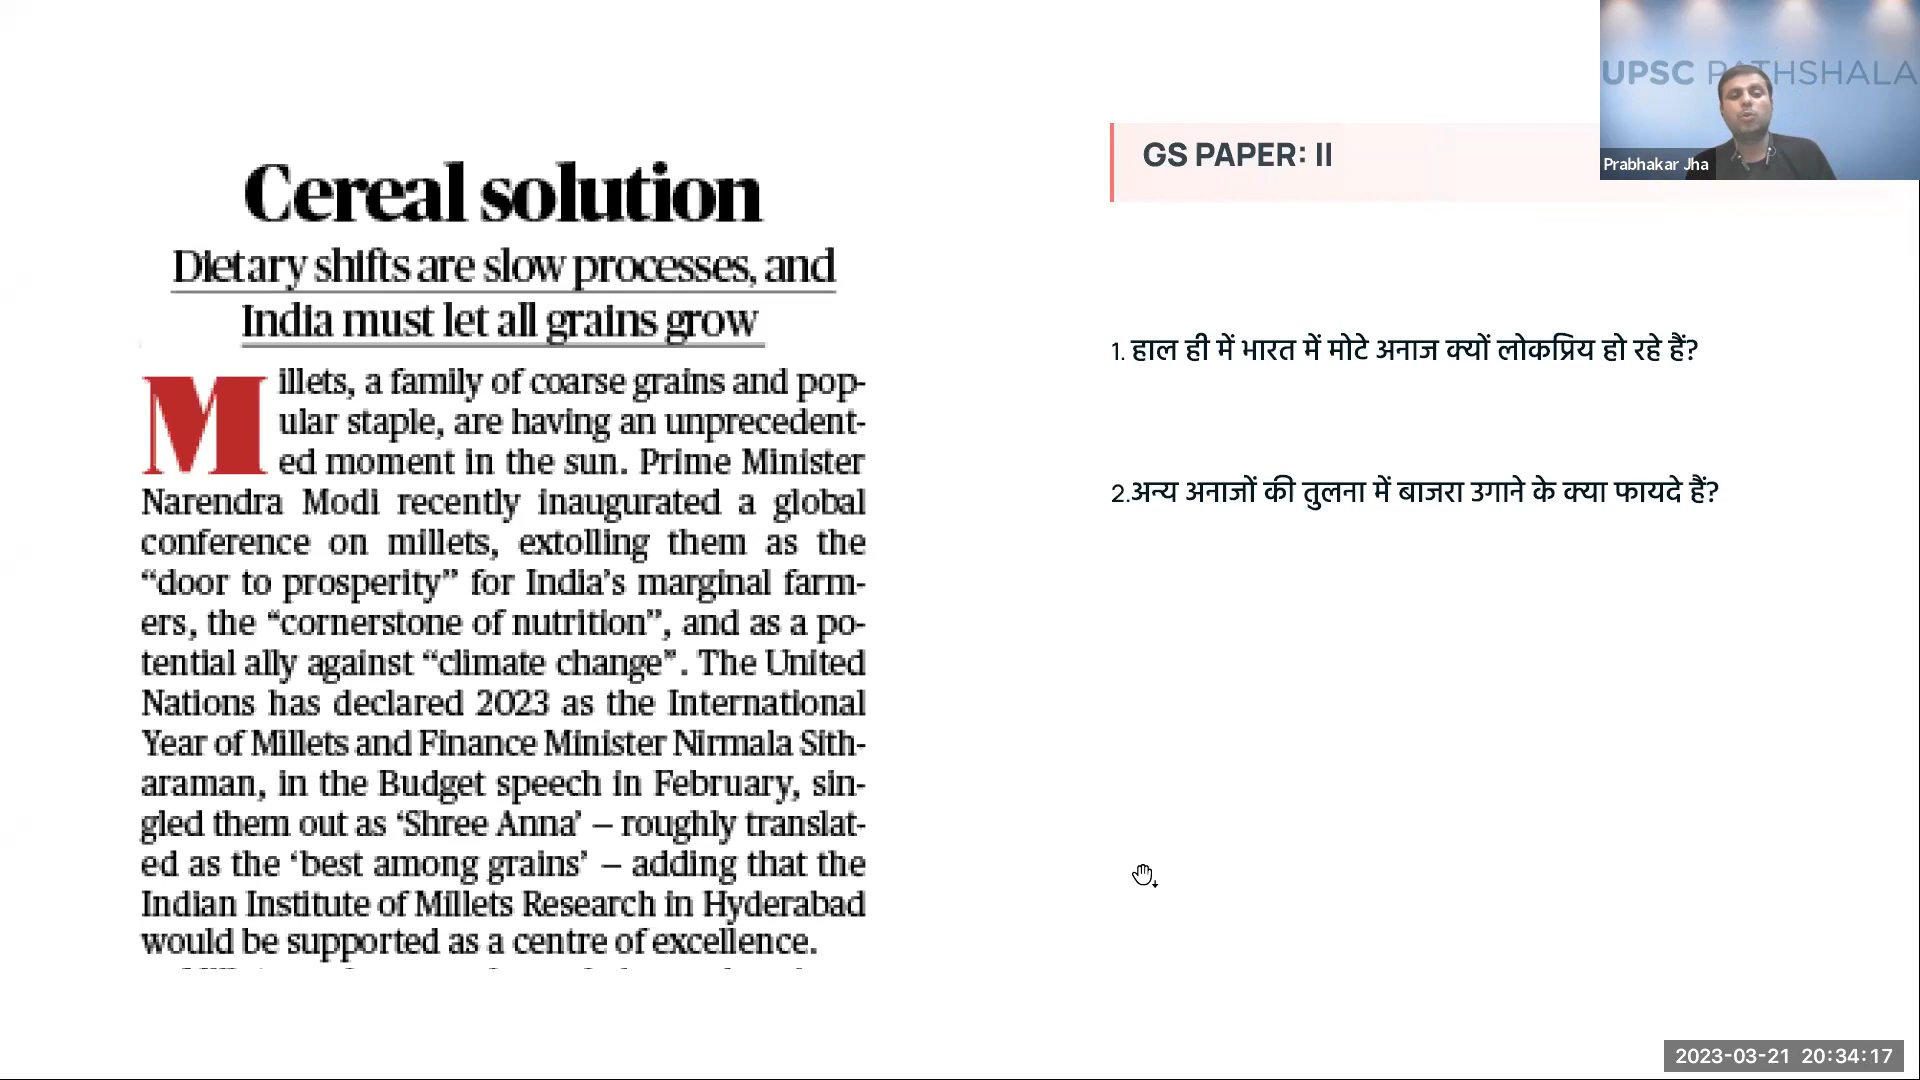 Cereal solution
Dietary shifts are slow processes, and
India must let all grains grow
Millets, a family of coarse grains and pop-
ular staple, are having an unprecedent-
ed moment in the sun. Prime Minister
Narendra Modi recently inaugurated a global
conference on millets, extolling them as the
“door to prosperity” for India’s marginal farm-
ers, the “cornerstone of nutrition”, and as a po-
tential ally against “climate change”. The United
Nations has declared 2023 as the International
Year of Millets and Finance Minister Nirmala Sith-
araman, in the Budget speech in February, sin-
gled them out as ‘Shree Anna’ – roughly translat-
ed as the ‘best among grains’ – adding that the
Indian Institute of Millets Research in Hyderabad
would be supported as a centre of excellence.
GS PAPER: II
1. हाल ही में भारत में मोटे अनाज क्यों लोकप्रिय हो रहे हैं?
2.अन्य अनाजों की तुलना में बाजरा उगाने के क्या फायदे हैं?
UPSC PATHSHALA
Prabhakar Jha
2023-03-21 20:34:17